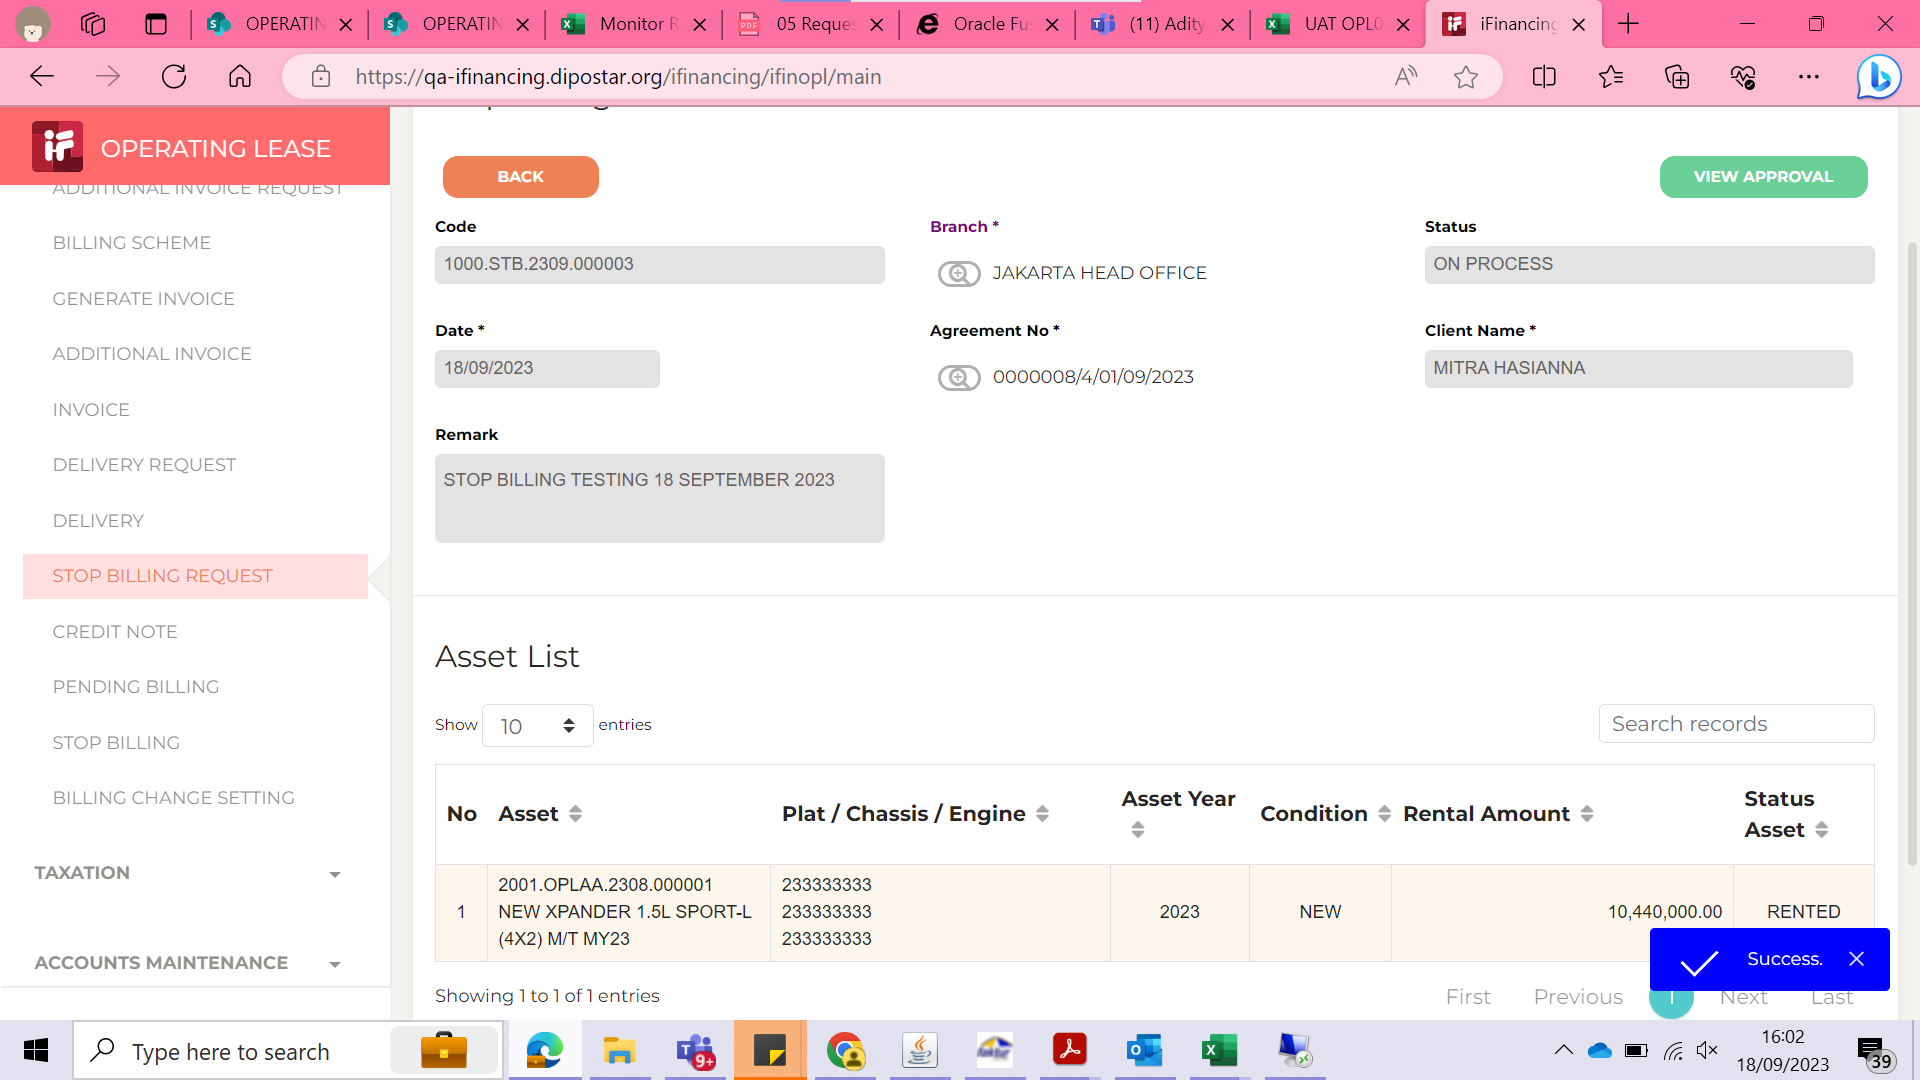 OPERATIN
OPERATIN
Monitor R
05 Reques
Oracle Fu
(11) Adity
UAT OPL0
iFinancing
https://qa-ifinancing.dipostar.org/ifinancing/ifinopl/main
OPERATING LEASE
ADDITIONAL INVOICE REQUEST
BILLING SCHEME
GENERATE INVOICE
ADDITIONAL INVOICE
INVOICE
DELIVERY REQUEST
DELIVERY
STOP BILLING REQUEST
CREDIT NOTE
PENDING BILLING
STOP BILLING
BILLING CHANGE SETTING
TAXATION
ACCOUNTS MAINTENANCE
BACK
VIEW APPROVAL
Code
Branch *
Status
1000.STB.2309.000003
JAKARTA HEAD OFFICE
ON PROCESS
Date *
Agreement No *
Client Name *
18/09/2023
0000008/4/01/09/2023
MITRA HASIANNA
Remark
STOP BILLING TESTING 18 SEPTEMBER 2023
Asset List
Show 10 entries
Search records
No Asset Plat / Chassis / Engine Asset Year Condition Rental Amount Status Asset
1
2001.OPLAA.2308.000001
NEW XPANDER 1.5L SPORT-L
(4X2) M/T MY23
233333333
233333333
233333333
2023
NEW
10,440,000.00
RENTED
Success.
Showing 1 to 1 of 1 entries
First Previous 1 Next Last
Type here to search
9+
16:02
18/09/2023
39